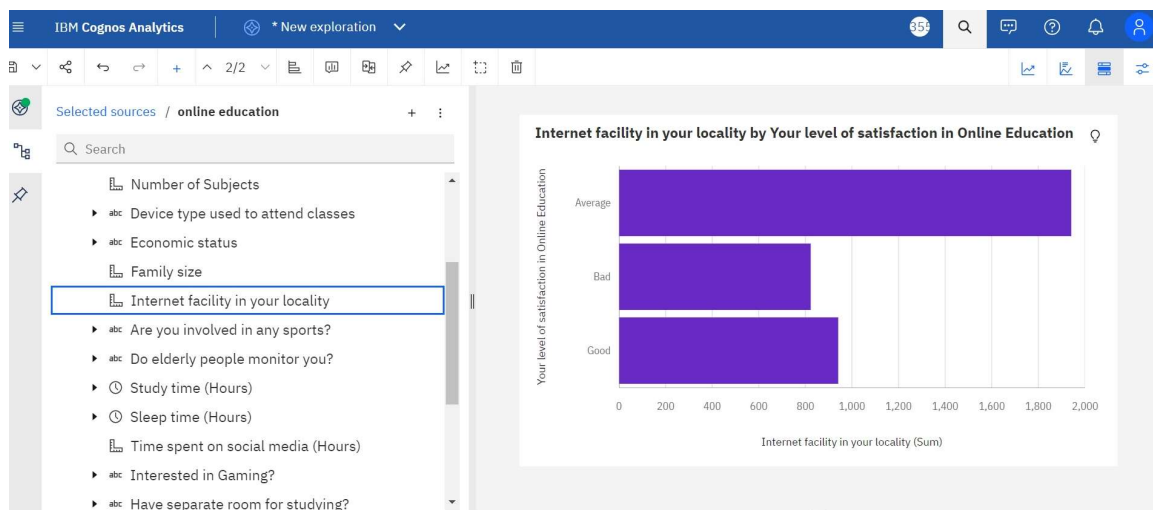 IBM Cognos Analytics
* New exploration
355
2/2
Selected sources / online education
Search
Number of Subjects
abc Device type used to attend classes
abc Economic status
Family size
Internet facility in your locality
abc Are you involved in any sports?
abc Do elderly people monitor you?
Study time (Hours)
Sleep time (Hours)
Time spent on social media (Hours)
abc Interested in Gaming?
abc Have separate room for studying?
Internet facility in your locality by Your level of satisfaction in Online Education
Your level of satisfaction in Online Education
Average
Bad
Good
0 200 400 600 800 1,000 1,200 1,400 1,600 1,800 2,000
Internet facility in your locality (Sum)